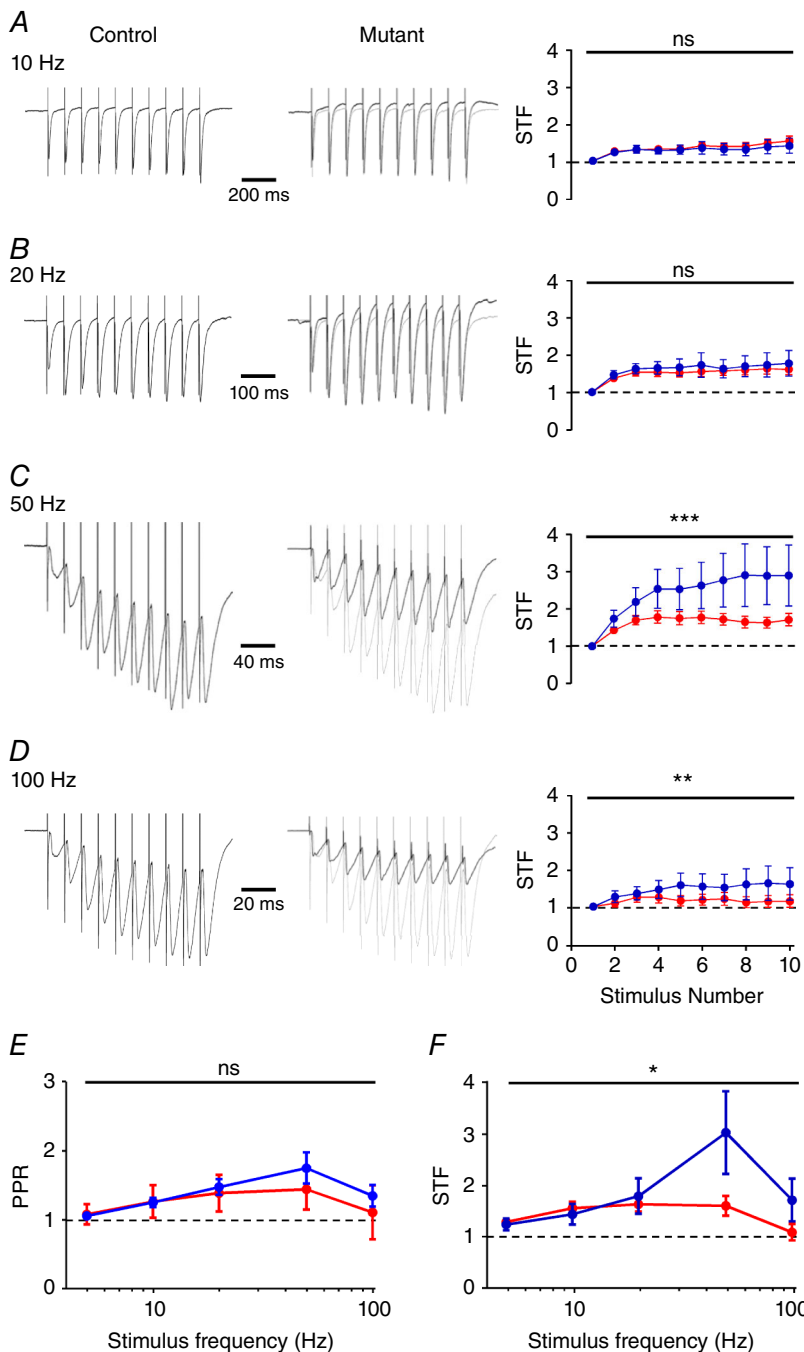 A
Control
Mutant
10 Hz
200 ms
ns
STF
4
3
2
1
0
B
20 Hz
100 ms
ns
STF
4
3
2
1
0
C
50 Hz
40 ms
***
STF
4
3
2
1
0
D
100 Hz
20 ms
**
STF
4
3
2
1
0
0 2 4 6 8 10
Stimulus Number
E
ns
PPR
3
2
1
0
10 100
Stimulus frequency (Hz)
F
*
STF
4
3
2
1
0
10 100
Stimulus frequency (Hz)